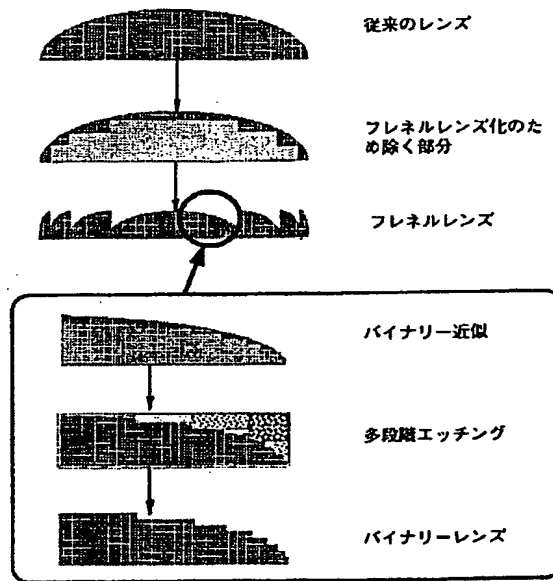 従来のレンズ
フレネルレンズ化のた
め除く部分
フレネルレンズ
バイナリー近似
多段階エッチング
バイナリーレンズ